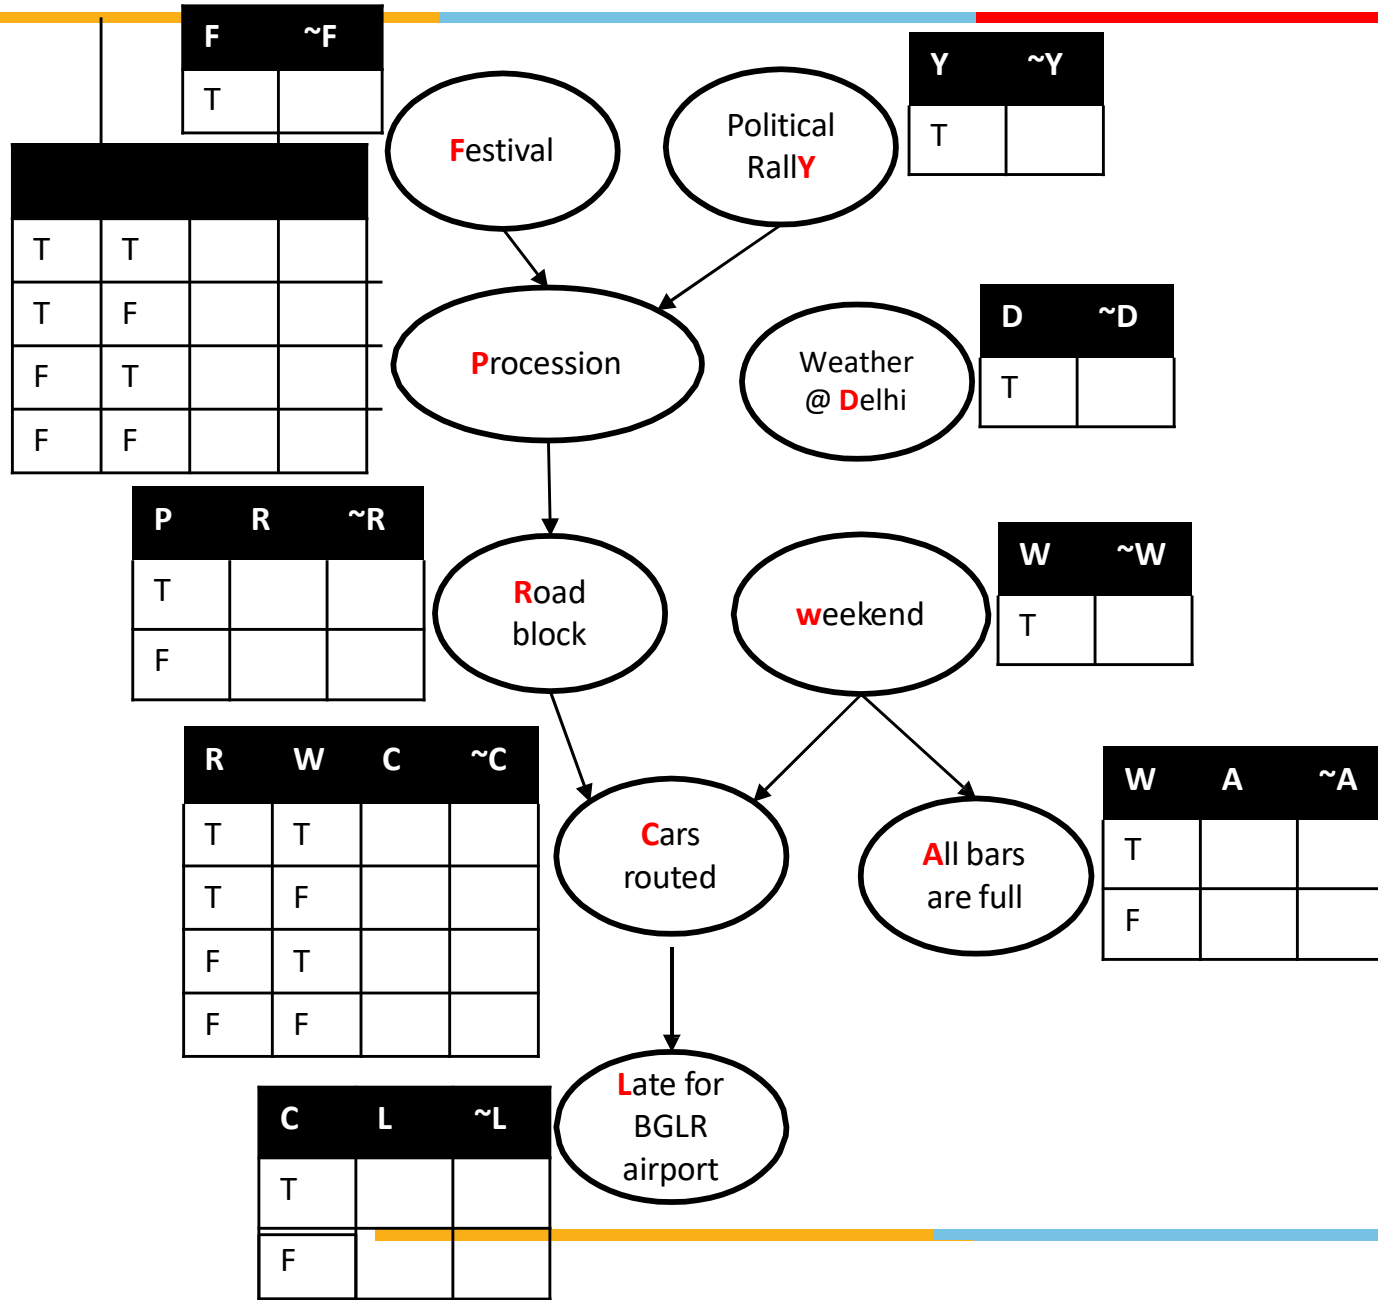 F ~F
T
Festival
Political
RallY
Y ~Y
T
T T
T F
F T
F F
Procession
Weather
@ Delhi
D ~D
T
P R ~R
T
F
Road
block
weekend
W ~W
T
R W C ~C
T T
T F
F T
F F
Cars
routed
All bars
are full
W A ~A
T
F
C L ~L
T
F
Late for
BGLR
airport